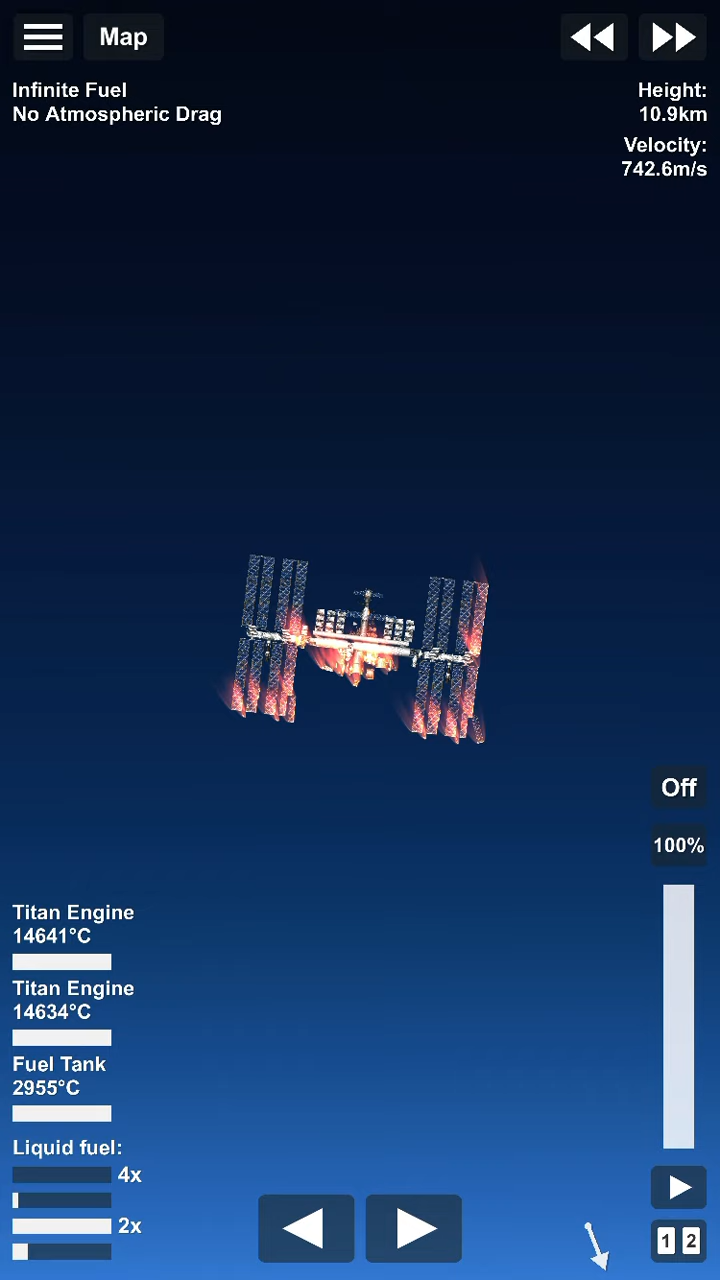 Map
Infinite Fuel
No Atmospheric Drag
Height:
10.9km
Velocity:
742.6m/s
Off
100%
Titan Engine
14641°C
Titan Engine
14634°C
Fuel Tank
2955°C
Liquid fuel:
4x
2x
1 2